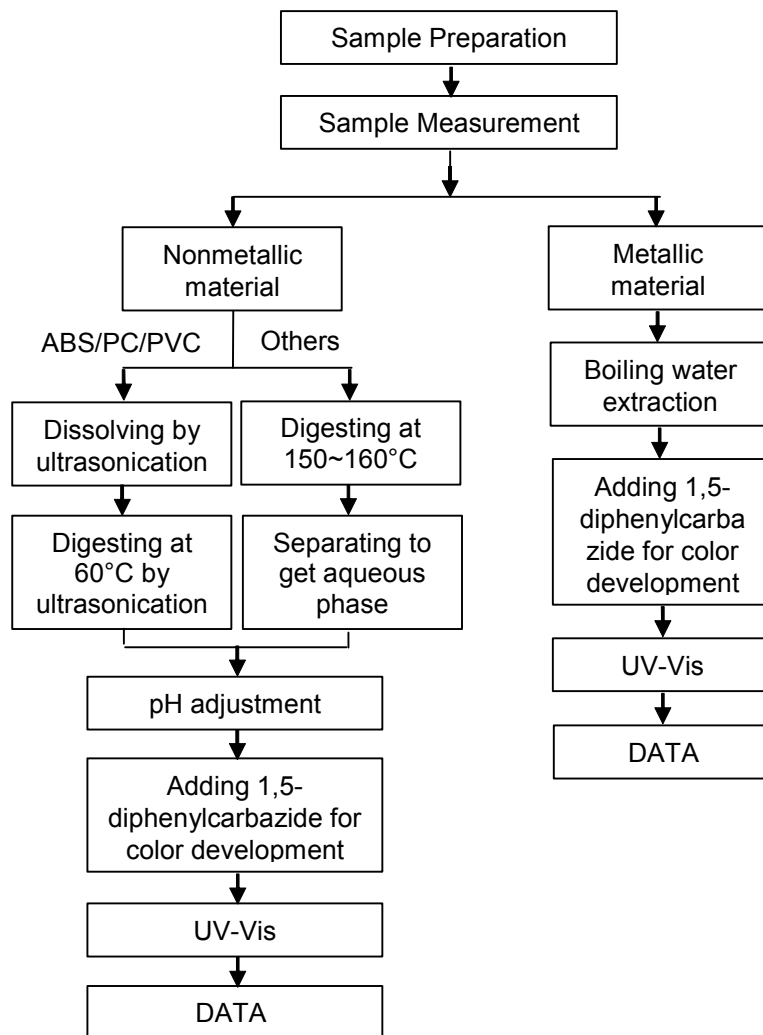 Sample Preparation
Sample Measurement
Nonmetallic
material
Metallic
material
ABS/PC/PVC
Others
Boiling water
extraction
Dissolving by
ultrasonication
Digesting at
150~160°C
Adding 1,5-
diphenylcarba
zide for color
development
Digesting at
60°C by
ultrasonication
Separating to
get aqueous
phase
UV-Vis
pH adjustment
DATA
Adding 1,5-
diphenylcarbazide for
color development
UV-Vis
DATA